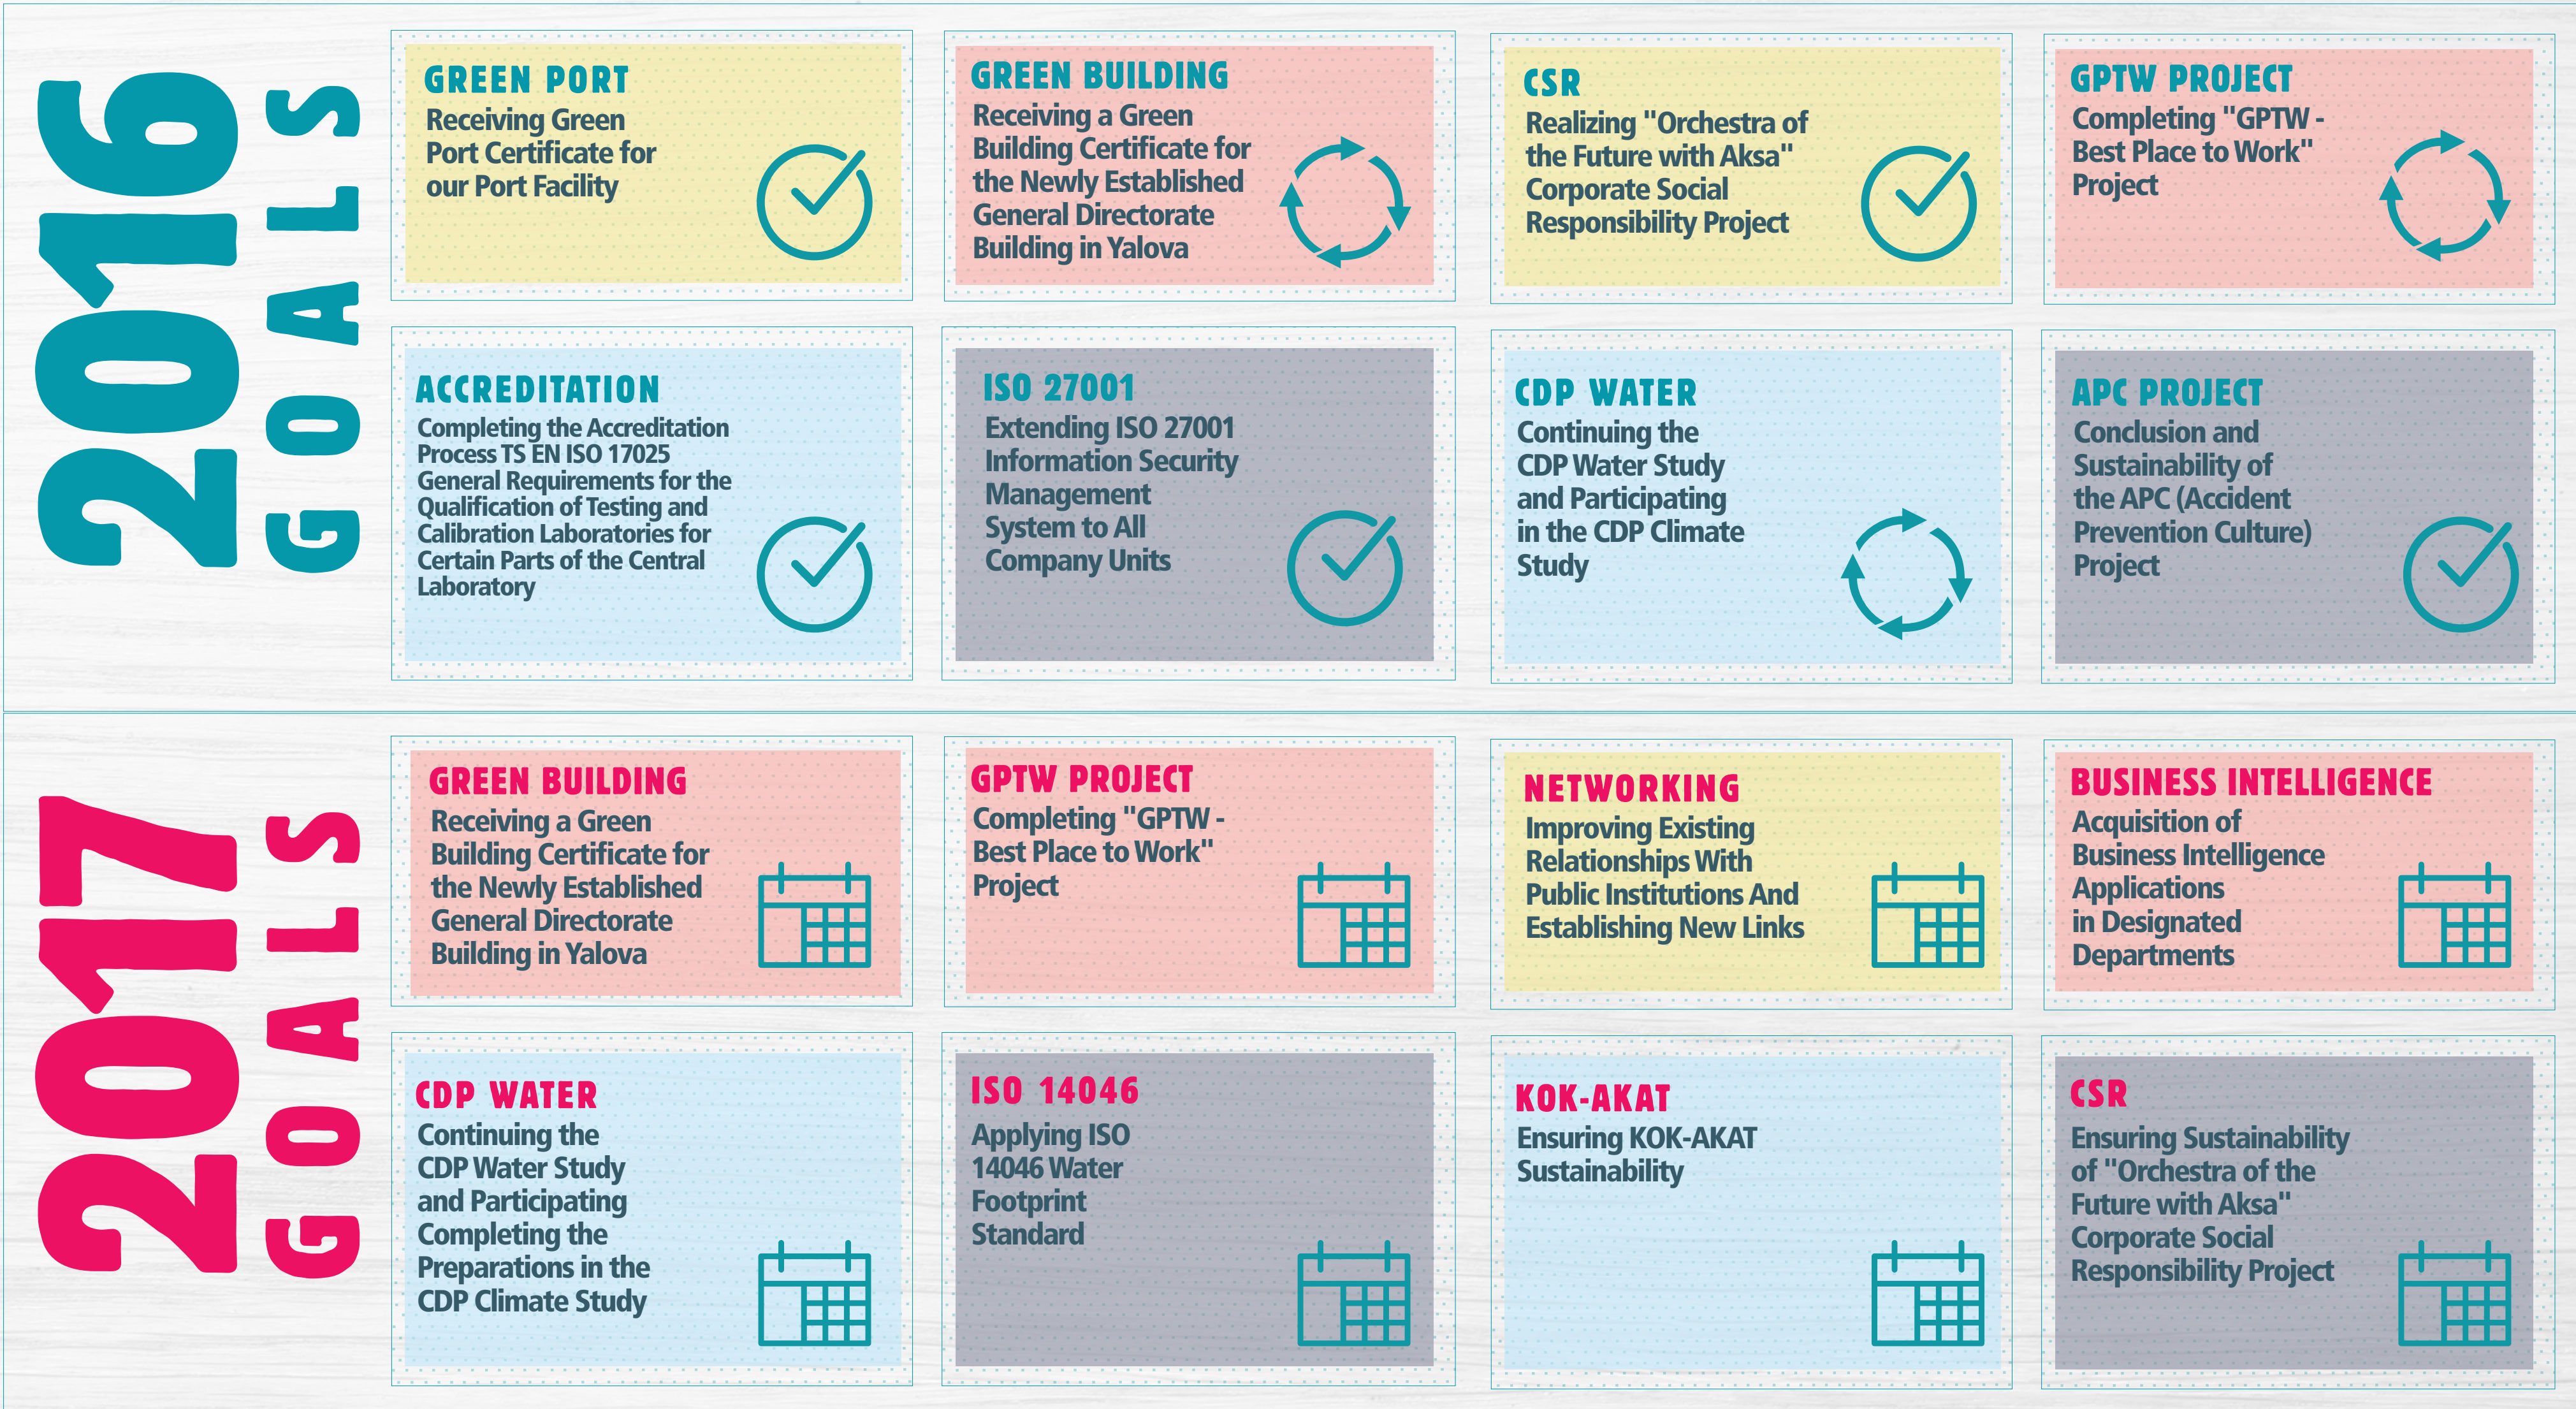 2016
GOALS
GREEN PORT
Receiving Green
Port Certificate for
our Port Facility
GREEN BUILDING
Receiving a Green
Building Certificate for
the Newly Established
General Directorate
Building in Yalova
CSR
Realizing "Orchestra of
the Future with Aksa"
Corporate Social
Responsibility Project
GPTW PROJECT
Completing "GPTW -
Best Place to Work"
Project
ACCREDITATION
Completing the Accreditation
Process TS EN ISO 17025
General Requirements for the
Qualification of Testing and
Calibration Laboratories for
Certain Parts of the Central
Laboratory
ISO 27001
Extending ISO 27001
Information Security
Management
System to All
Company Units
CDP WATER
Continuing the
CDP Water Study
and Participating
in the CDP Climate
Study
APC PROJECT
Conclusion and
Sustainability of
the APC (Accident
Prevention Culture)
Project
2017
GOALS
GREEN BUILDING
Receiving a Green
Building Certificate for
the Newly Established
General Directorate
Building in Yalova
GPTW PROJECT
Completing "GPTW -
Best Place to Work"
Project
NETWORKING
Improving Existing
Relationships With
Public Institutions And
Establishing New Links
BUSINESS INTELLIGENCE
Acquisition of
Business Intelligence
Applications
in Designated
Departments
CDP WATER
Continuing the
CDP Water Study
and Participating
Completing the
Preparations in the
CDP Climate Study
ISO 14046
Applying ISO
14046 Water
Footprint
Standard
KOK-AKAT
Ensuring KOK-AKAT
Sustainability
CSR
Ensuring Sustainability
of "Orchestra of the
Future with Aksa"
Corporate Social
Responsibility Project